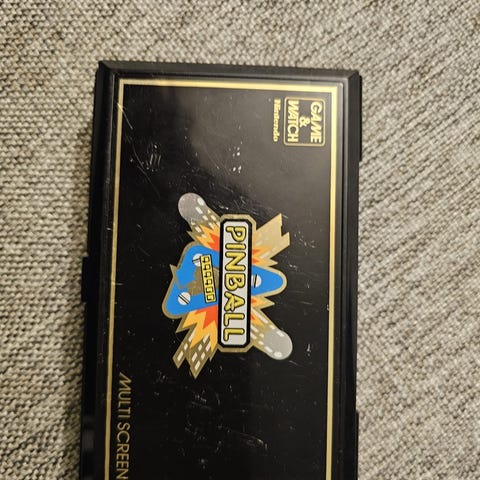 GAME
&
WATCH
Nintendo
PINBALL
MULTI SCREEN